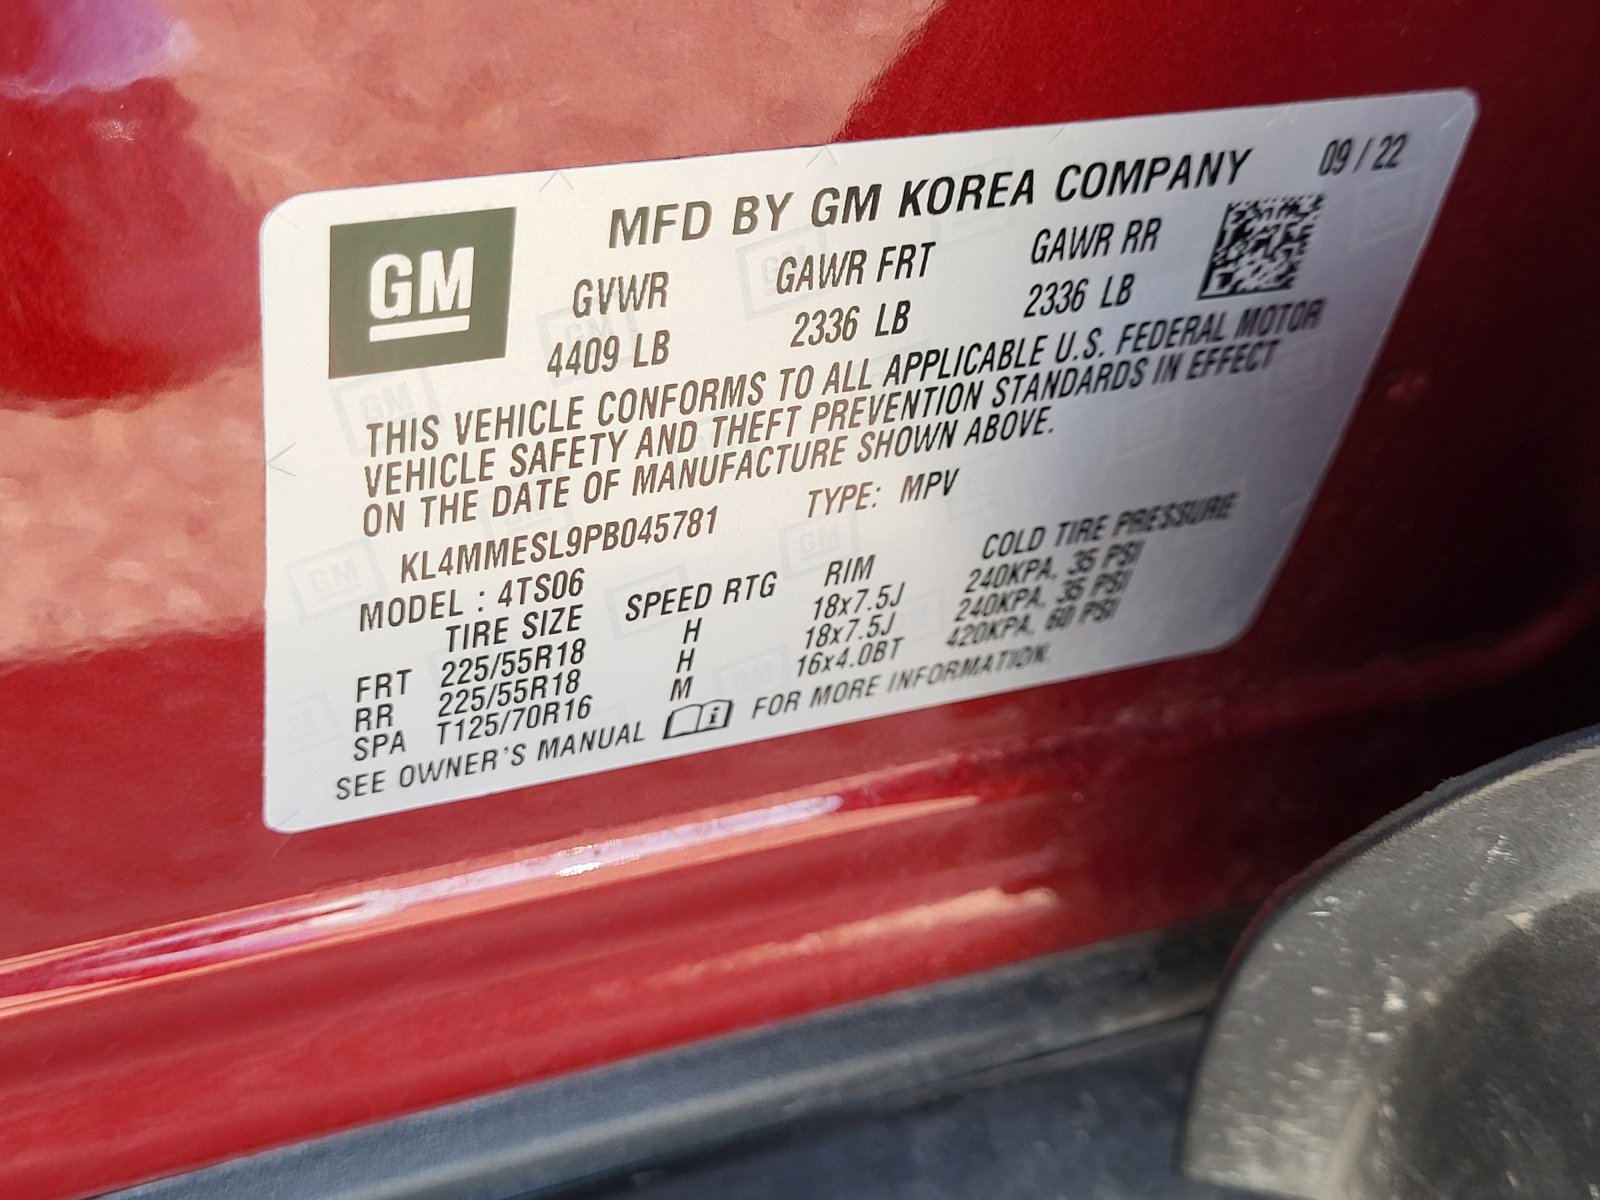 GM
MFD BY GM KOREA COMPANY 09 / 22
GVWR GAWR FRT GAWR RR
4409 LB 2336 LB 2336 LB
THIS VEHICLE CONFORMS TO ALL APPLICABLE U.S. FEDERAL MOTOR
VEHICLE SAFETY AND THEFT PREVENTION STANDARDS IN EFFECT
ON THE DATE OF MANUFACTURE SHOWN ABOVE.
KL4MMESL9PB045781 TYPE: MPV
MODEL : 4TS06
TIRE SIZE SPEED RTG RIM COLD TIRE PRESSURE
FRT 225/55R18 H 18x7.5J 240KPA, 35 PSI
RR 225/55R18 H 18x7.5J 240KPA, 35 PSI
SPA T125/70R16 M 16x4.0BT 420KPA, 60 PSI
SEE OWNER'S MANUAL i FOR MORE INFORMATION.